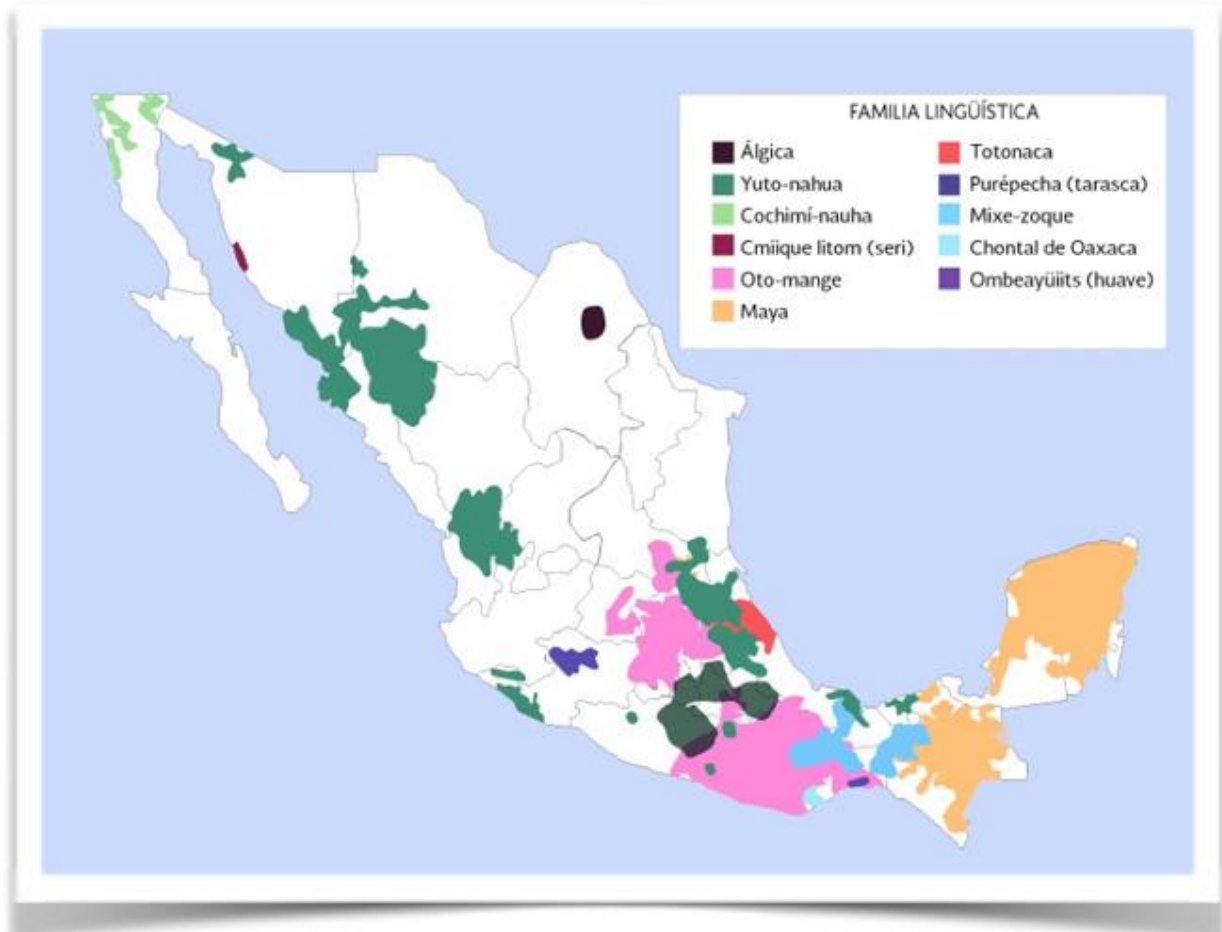 FAMILIA LINGÜÍSTICA
Álgica
Yuto-nahua
Cochimí-nauha
Cmiique litom (seri)
Oto-mange
Maya
Totonaca
Purépecha (tarasca)
Mixe-zoque
Chontal de Oaxaca
Ombeayüiits (huave)